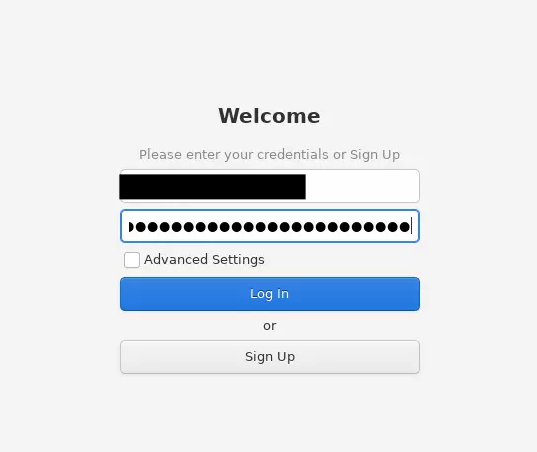 Welcome
Please enter your credentials or Sign Up
Advanced Settings
Log In
or
Sign Up